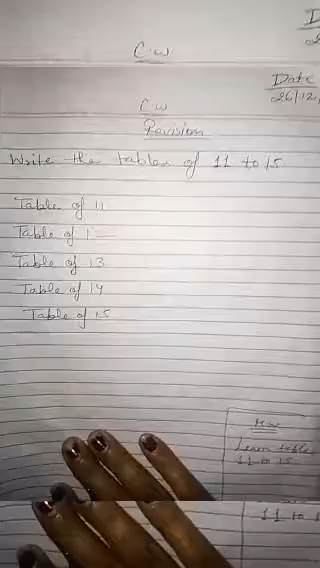 C.W
Date
26/12
C.W
Revision
Write the tables of 11 to 15
Table of 11
Table of 1
Table of 13
Table of 14
Table of 15
H.W
Learn table
11 to 15
11 to 1